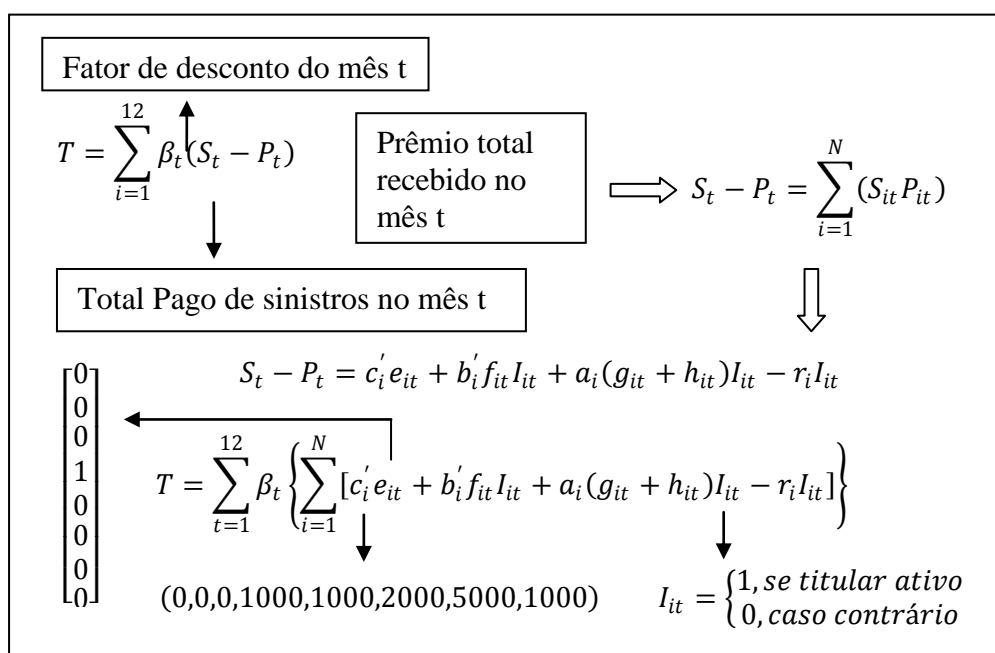 Fator de desconto do mês t
T = \sum_{i=1}^{12} β_t(S_t − P_t)
Prêmio total
recebido no
mês t
S_t − P_t = \sum_{i=1}^{N} (S_{it}P_{it})
Total Pago de sinistros no mês t
S_t − P_t = c_i^' e_{it} + b_i^' f_{it}I_{it} + a_i(g_{it} + h_{it})I_{it} − r_iI_{it}
[0
0
0
1
0
0
0
0]
T = \sum_{t=1}^{12} β_t { \sum_{i=1}^{N} [c_i^' e_{it} + b_i^' f_{it}I_{it} + a_i(g_{it} + h_{it})I_{it} − r_iI_{it}] }
(0,0,0,1000,1000,2000,5000,1000)
I_{it} = { 1, se titular ativo
0, caso contrário